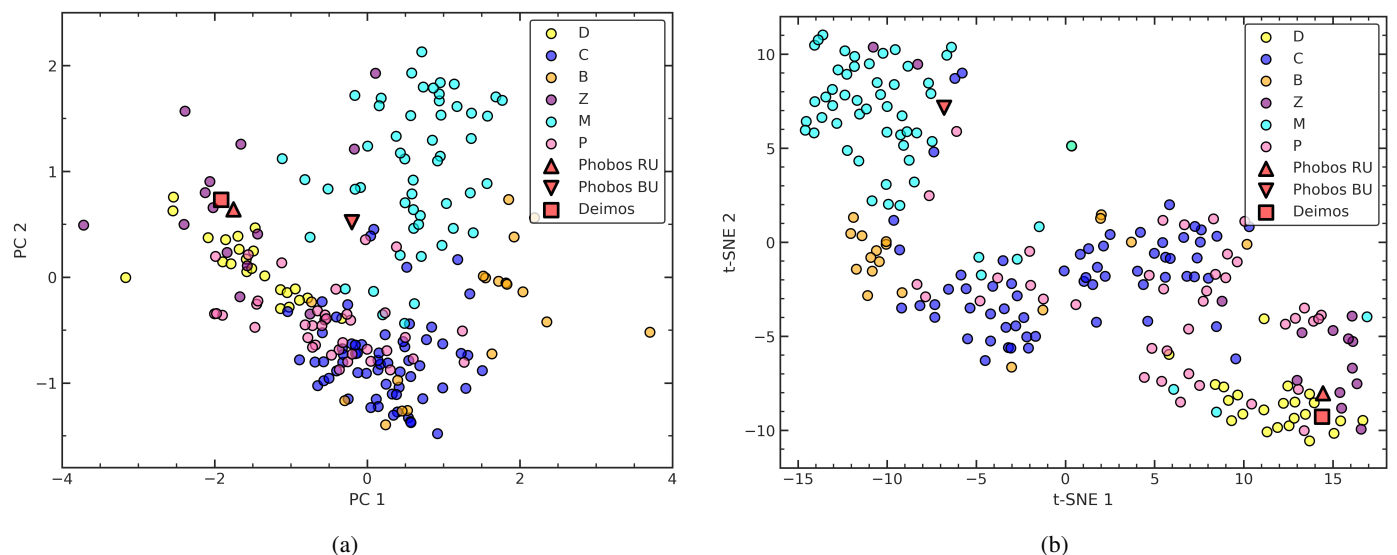 2
1
0
−1
−4
−2
0
2
4
PC 2
PC 1
D
C
B
Z
M
P
Phobos RU
Phobos BU
Deimos
(a)
10
5
0
−5
−10
−15
−10
−5
0
5
10
15
t-SNE 2
t-SNE 1
D
C
B
Z
M
P
Phobos RU
Phobos BU
Deimos
(b)